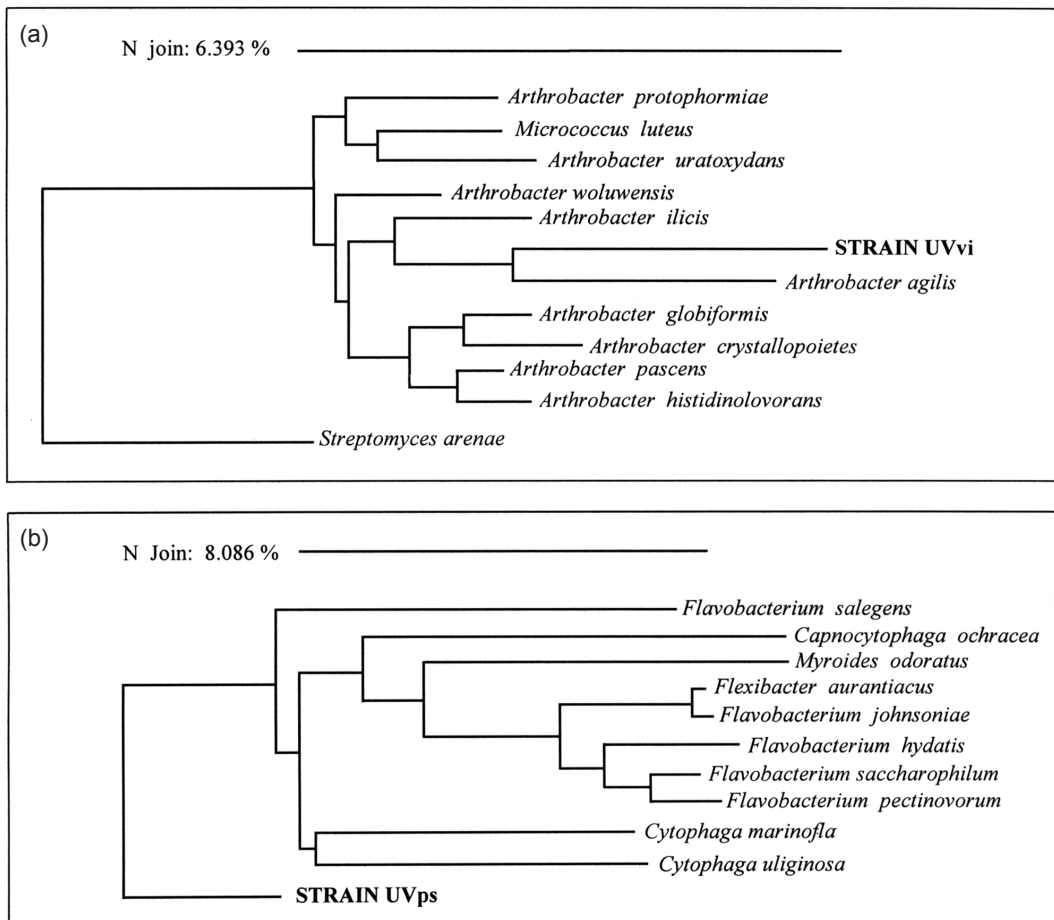 (a)
N join: 6.393 %
Arthrobacter protophormiae
Micrococcus luteus
Arthrobacter uratoxydans
Arthrobacter woluwensis
Arthrobacter ilicis
STRAIN UVvi
Arthrobacter agilis
Arthrobacter globiformis
Arthrobacter crystallopoietes
Arthrobacter pascens
Arthrobacter histidinolovorans
Streptomyces arenae
(b)
N Join: 8.086 %
Flavobacterium salegens
Capnocytophaga ochracea
Myroides odoratus
Flexibacter aurantiacus
Flavobacterium johnsoniae
Flavobacterium hydatis
Flavobacterium saccharophilum
Flavobacterium pectinovorum
Cytophaga marinofla
Cytophaga uliginosa
STRAIN UVps